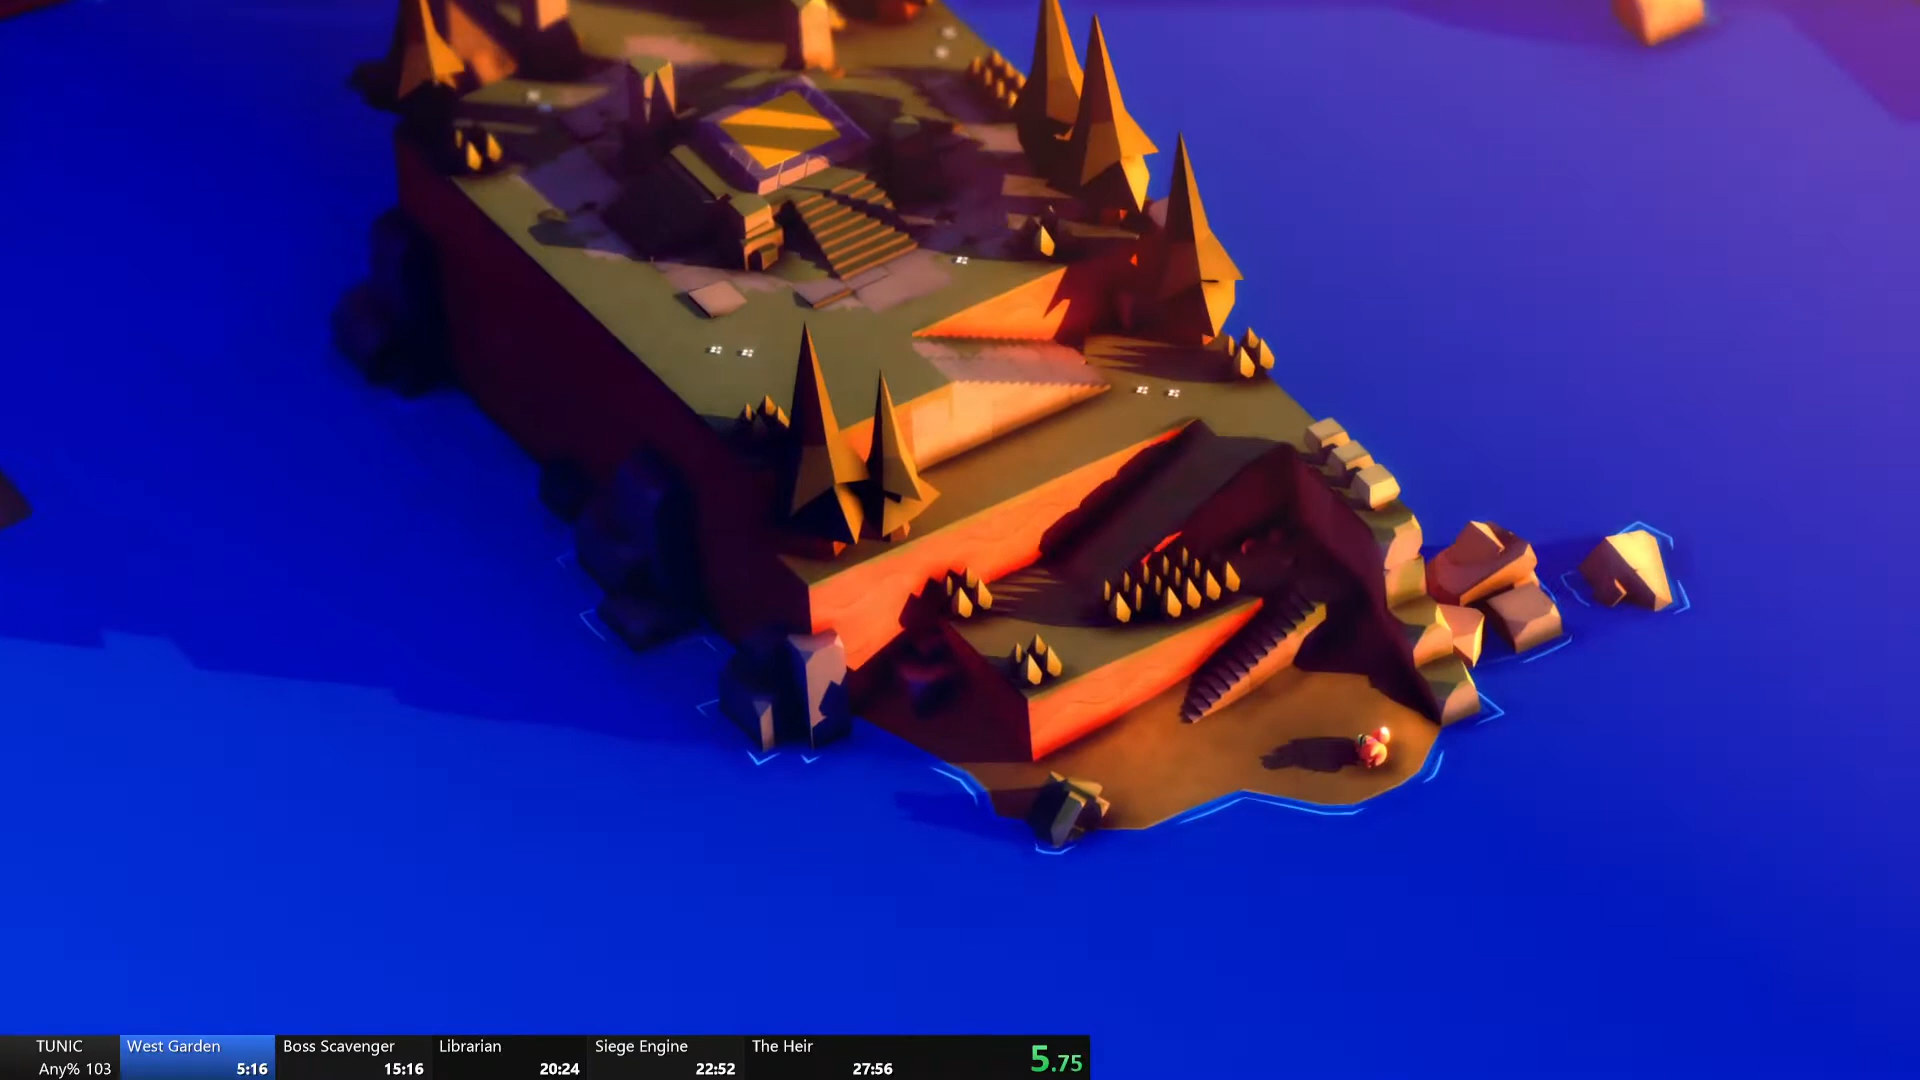 TUNIC
Any% 103
West Garden
5:16
Boss Scavenger
15:16
Librarian
20:24
Siege Engine
22:52
The Heir
27:56
5.75